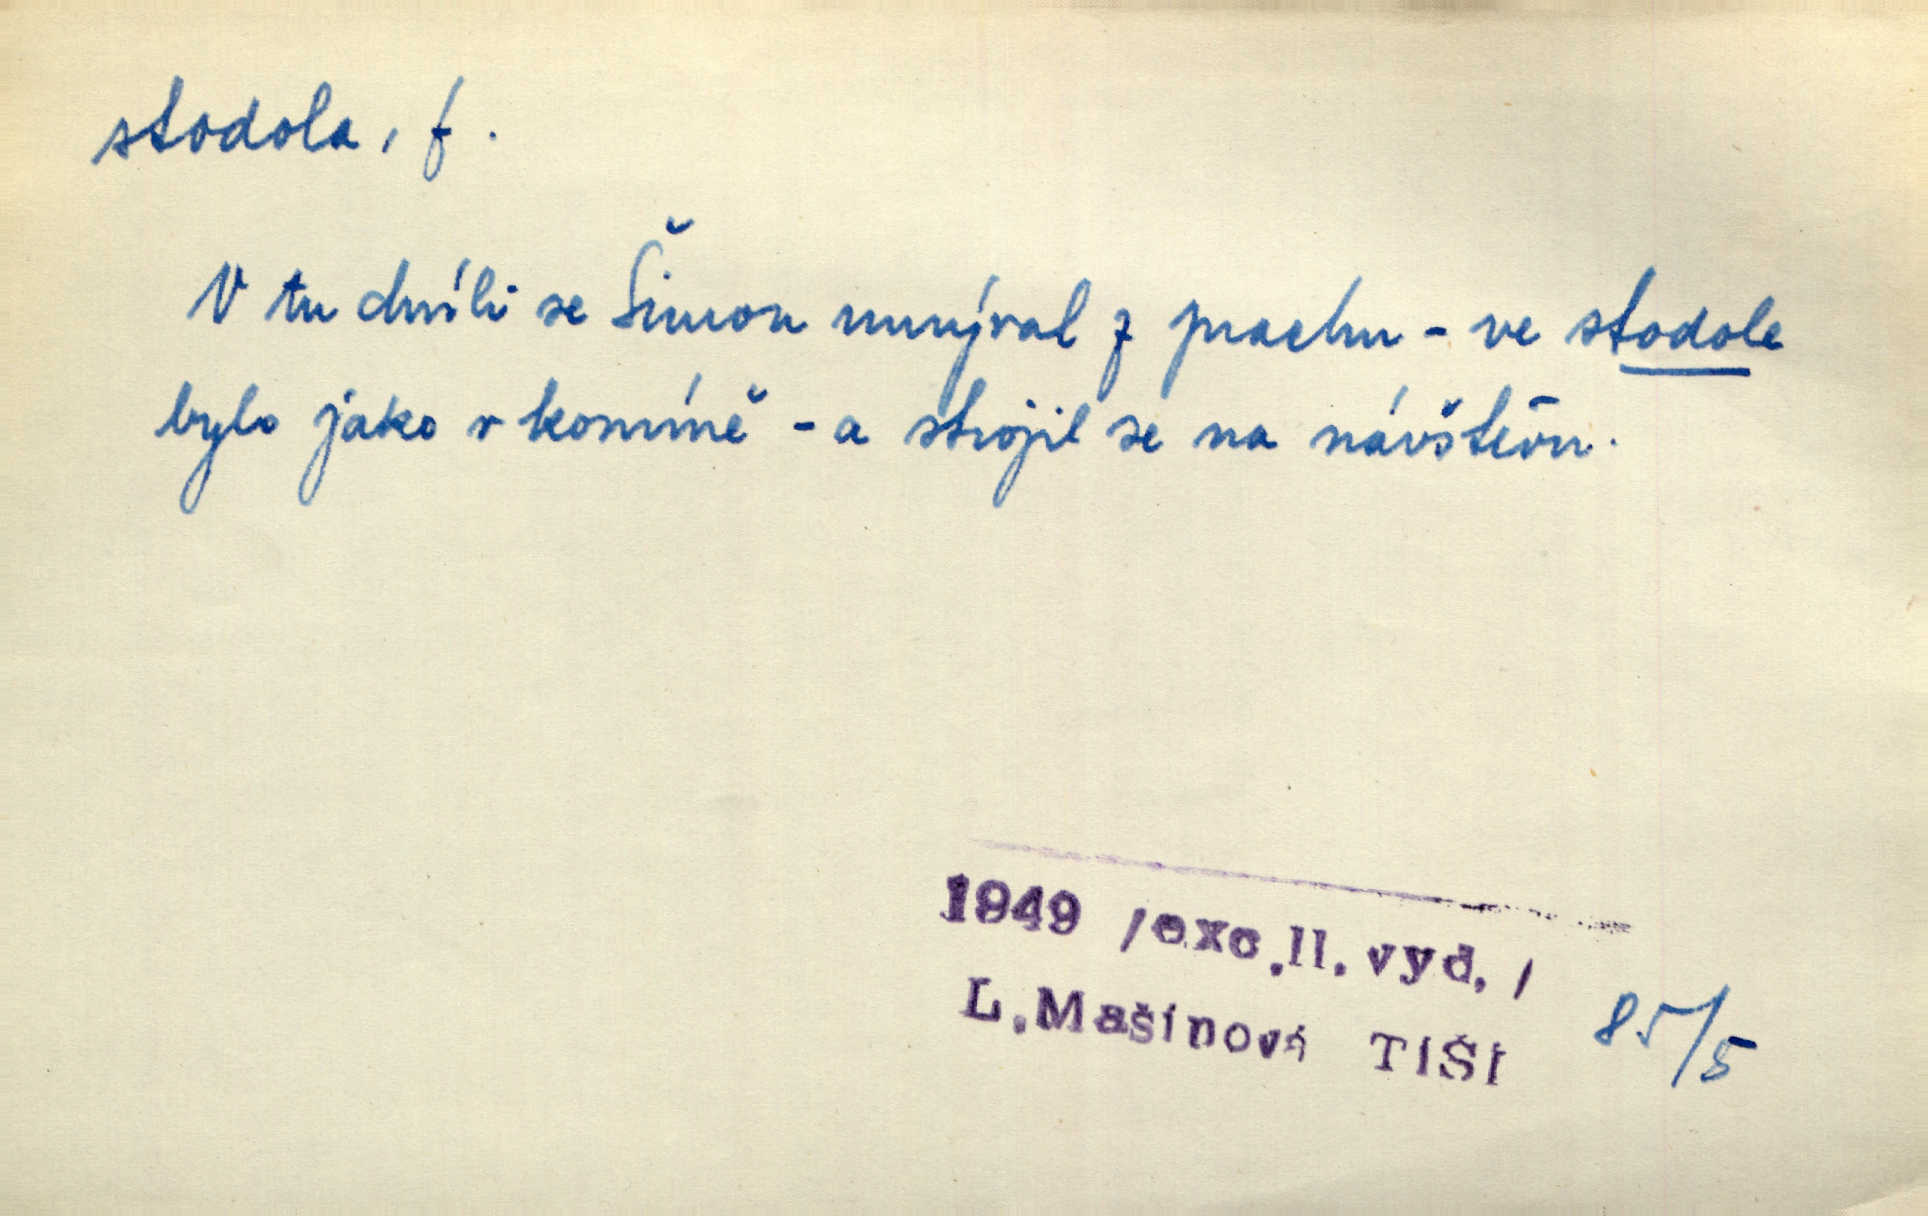 stodola, f.
V tu chvíli se Šimon umýval z prachu - ve stodole
bylo jako v komíně - a strojil se na návštěvu.
1949 /exc.II. vyd./
L.Mašínová TIŠI
85/5